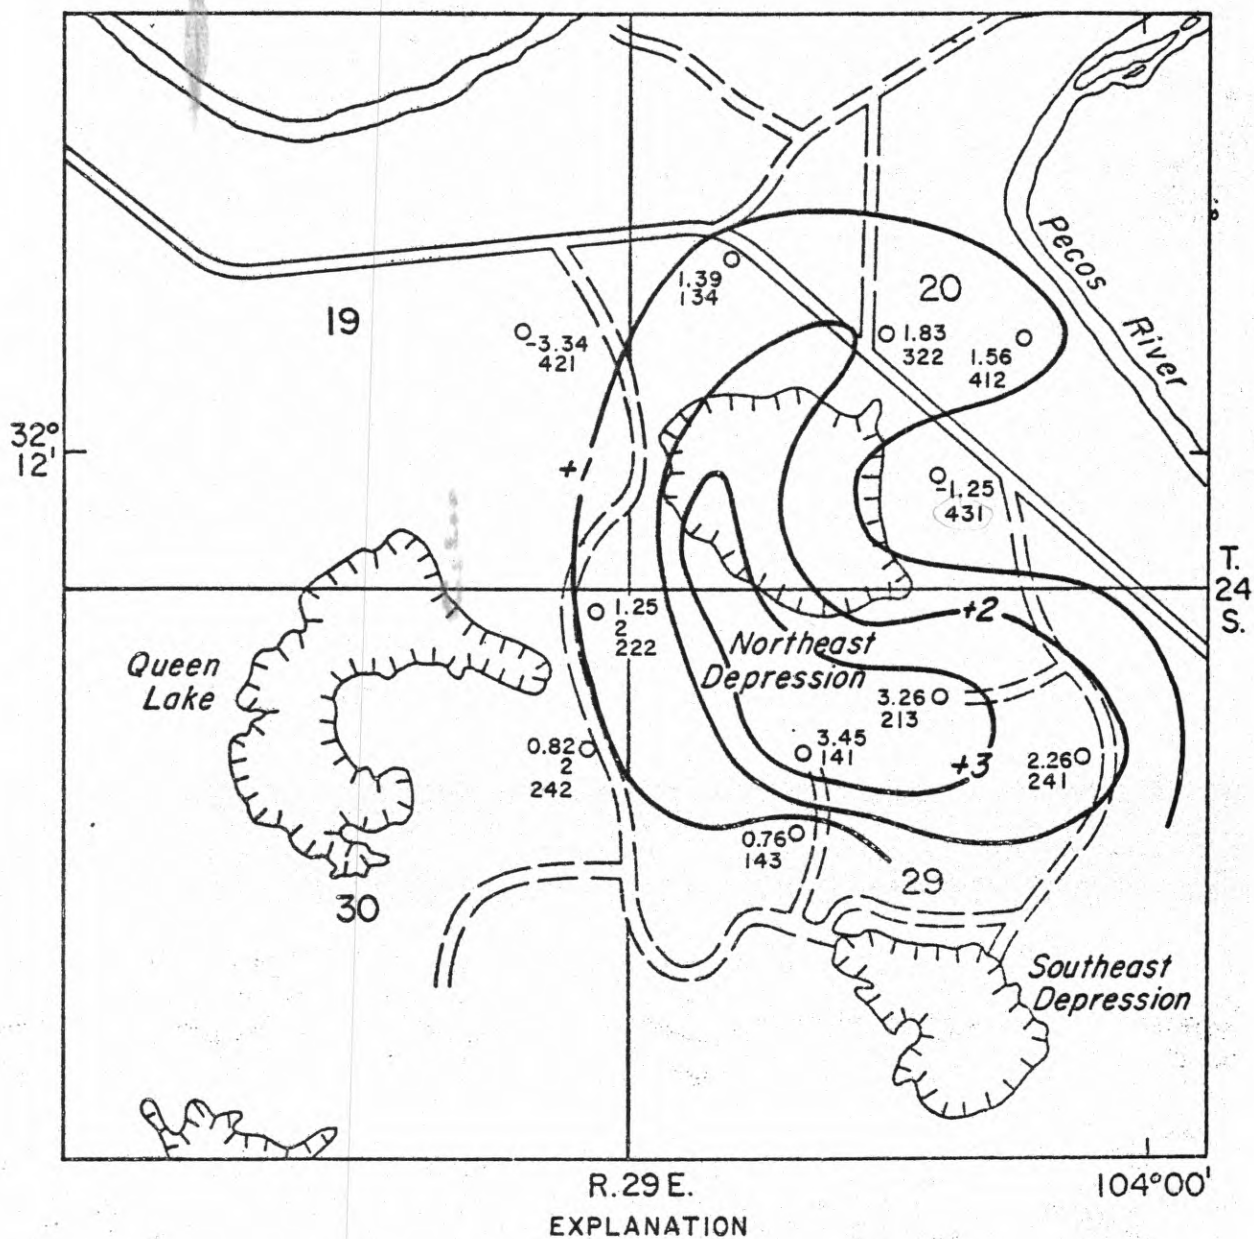 Pecos
River
20
19
1.39
134
-3.34
421
1.83
322
1.56
412
32°
12'
+
-1.25
431
T.
24
S.
1.25
2
222
+2
Queen
Lake
Northeast
Depression
3.26
213
0.82
2
242
3.45
141
+3
2.26
241
0.76
143
29
30
Southeast
Depression
R.29 E.
104°00'
EXPLANATION